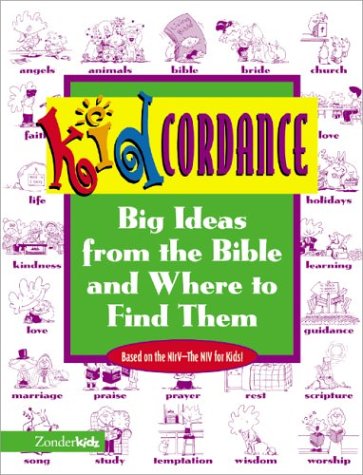 angels animals bible bride church
Kid CORDANCE
faith love
life holidays
kindness learning
love guidance
Big Ideas
from the Bible
and Where to
Find Them
Based on the NIrV–The NIV for Kids!
marriage praise prayer rest scripture
song study temptation wisdom worship
Zonderkidz